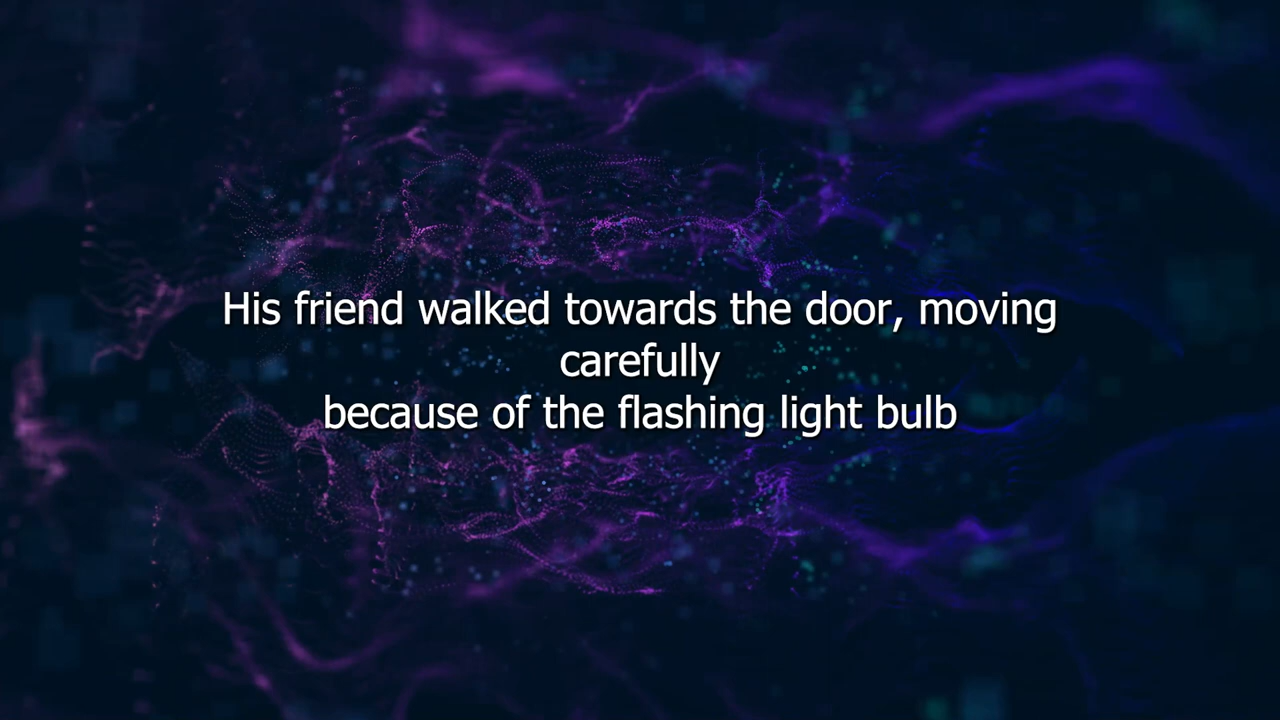 His friend walked towards the door, moving
carefully
because of the flashing light bulb